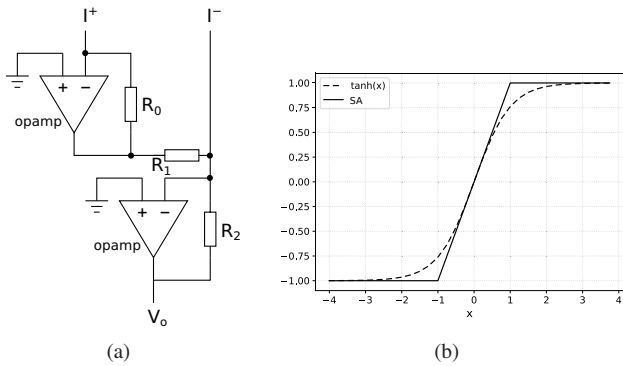 I⁺
I⁻
+
−
opamp
R₀
R₁
+
−
opamp
R₂
Vₒ
(a)
tanh(x)
SA
1.00
0.75
0.50
0.25
0.00
−0.25
−0.50
−0.75
−1.00
−4 −3 −2 −1 0 1 2 3 4
x
(b)